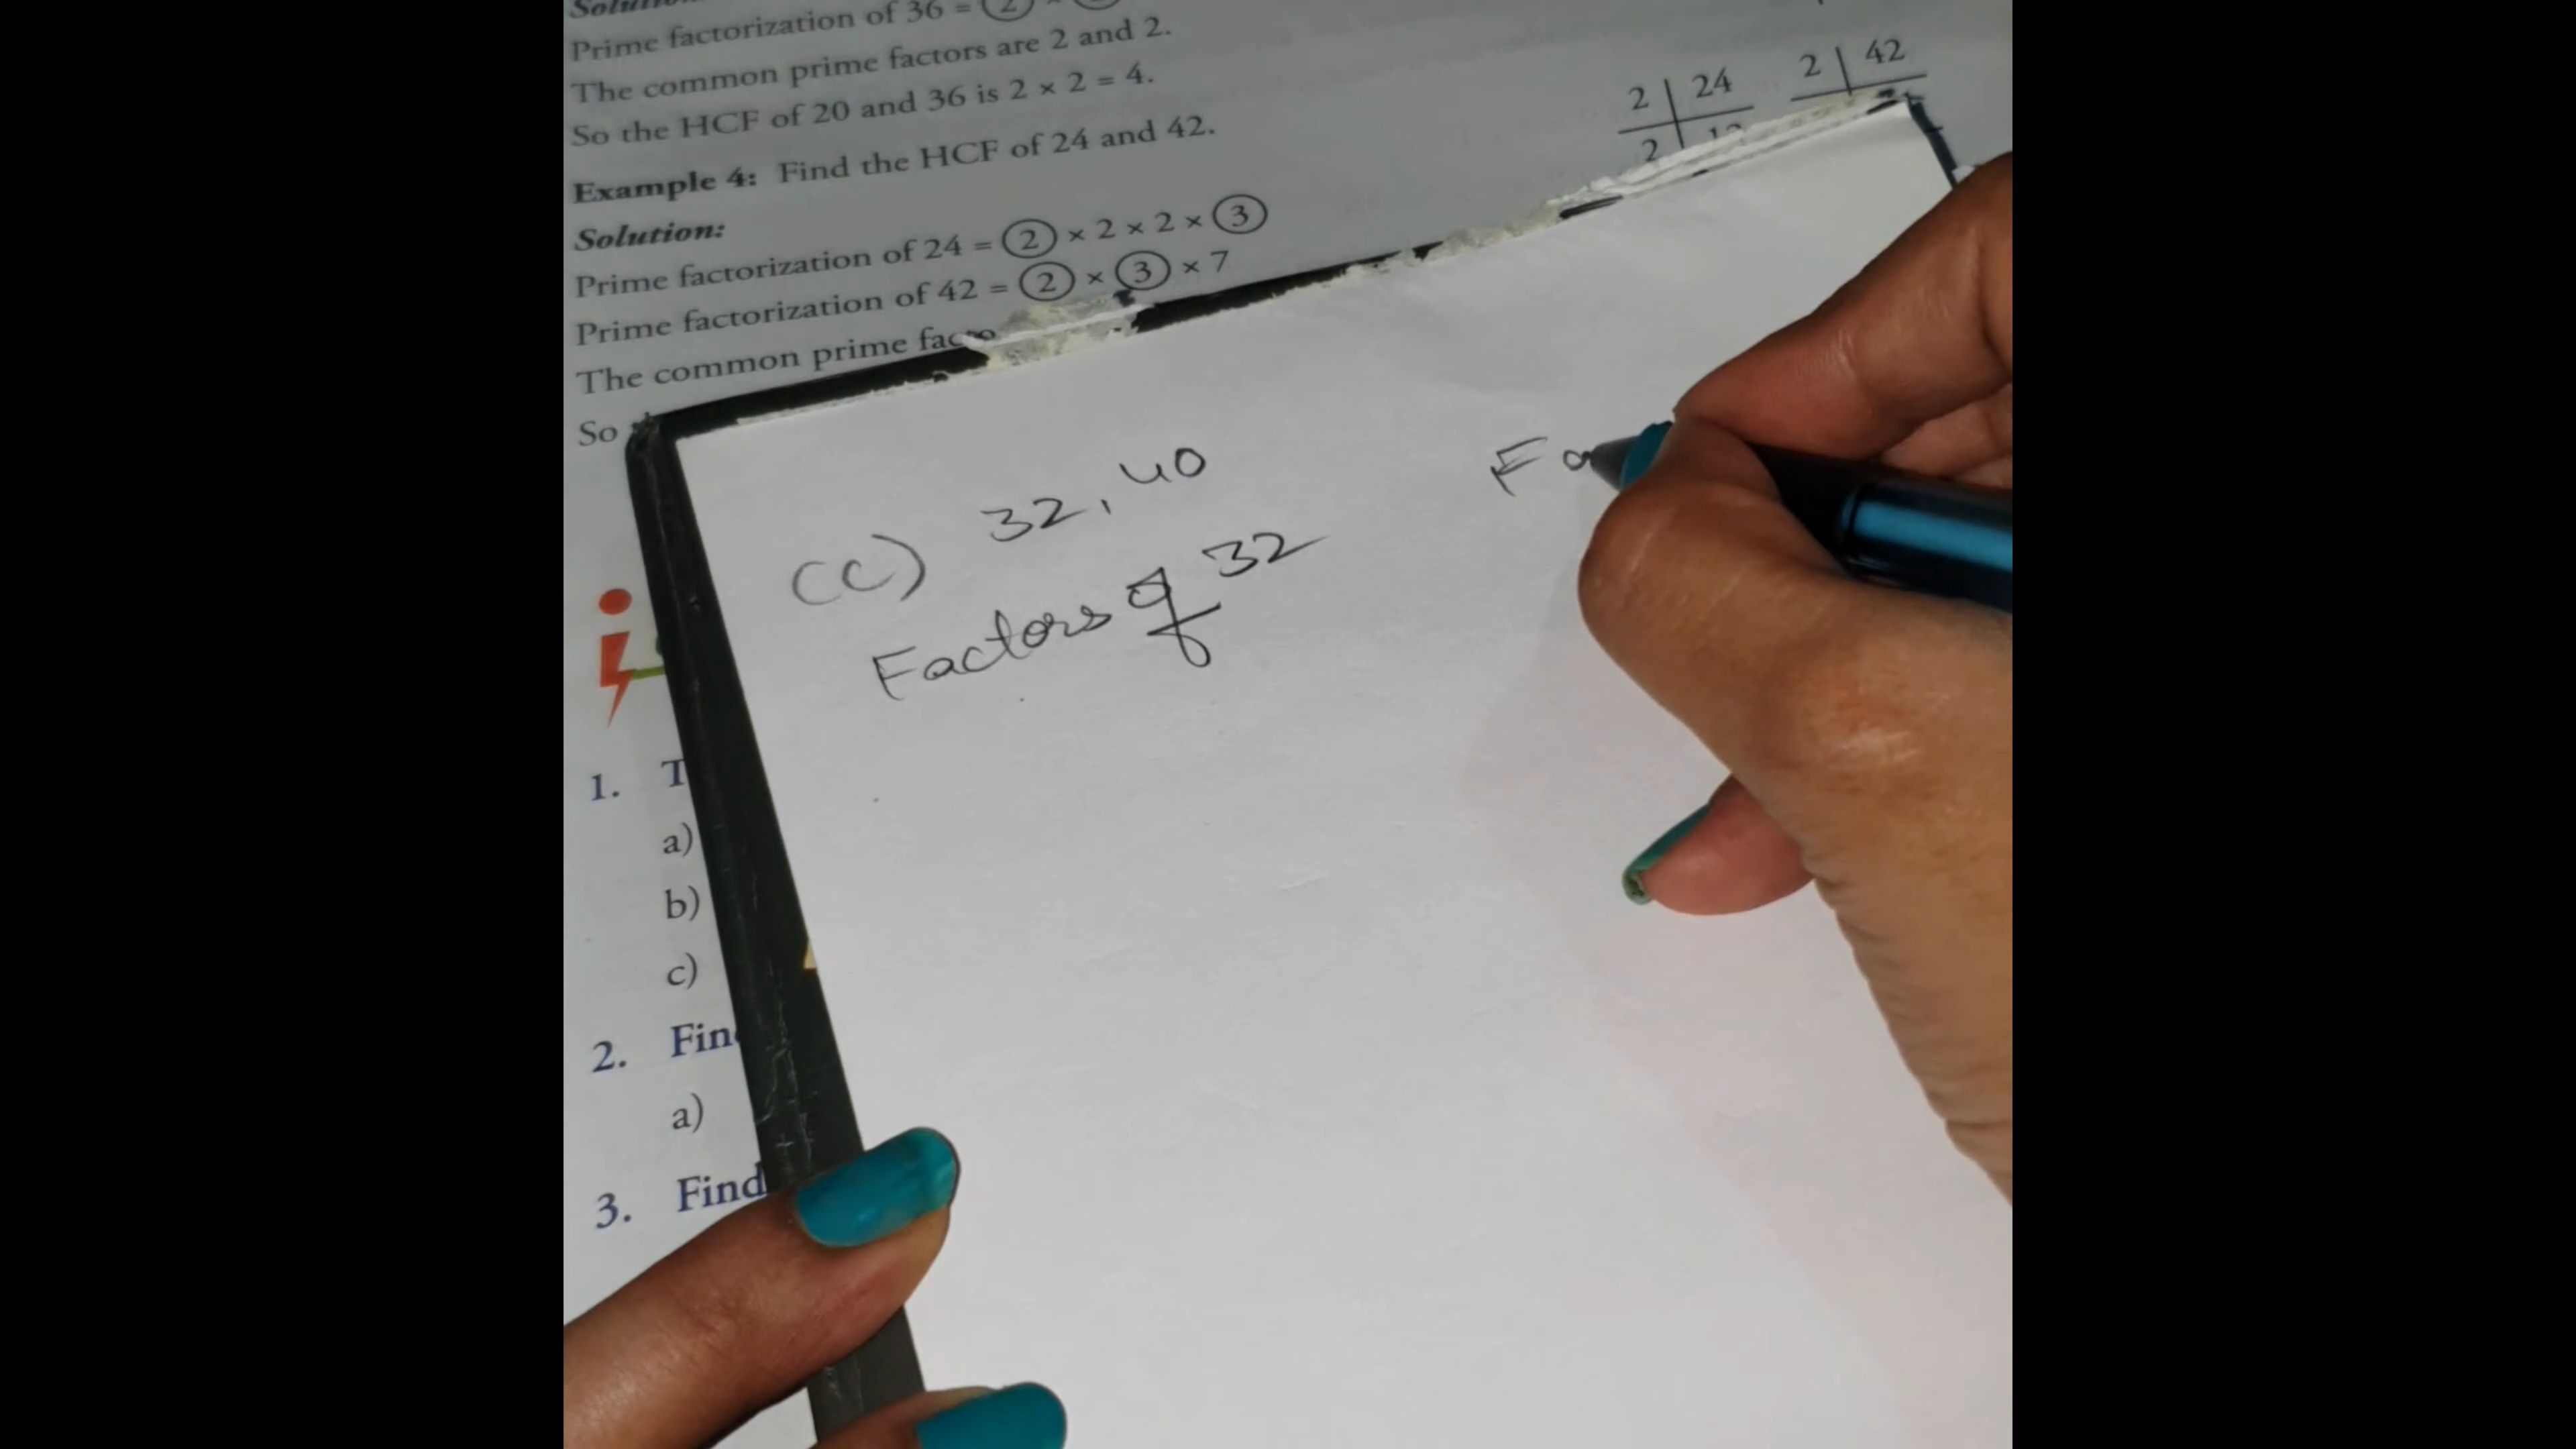 Prime factorization of 36 = 2 ×
The common prime factors are 2 and 2.
So the HCF of 20 and 36 is 2 × 2 = 4.
Example 4: Find the HCF of 24 and 42.
2 24 2 42
2
Solution:
Prime factorization of 24 = 2 × 2 × 2 × 3
Prime factorization of 42 = 2 × 3 × 7
The common prime
So
(C) 32, 40
Factors of 32
1.
a)
b)
c)
2.
a)
3. Find